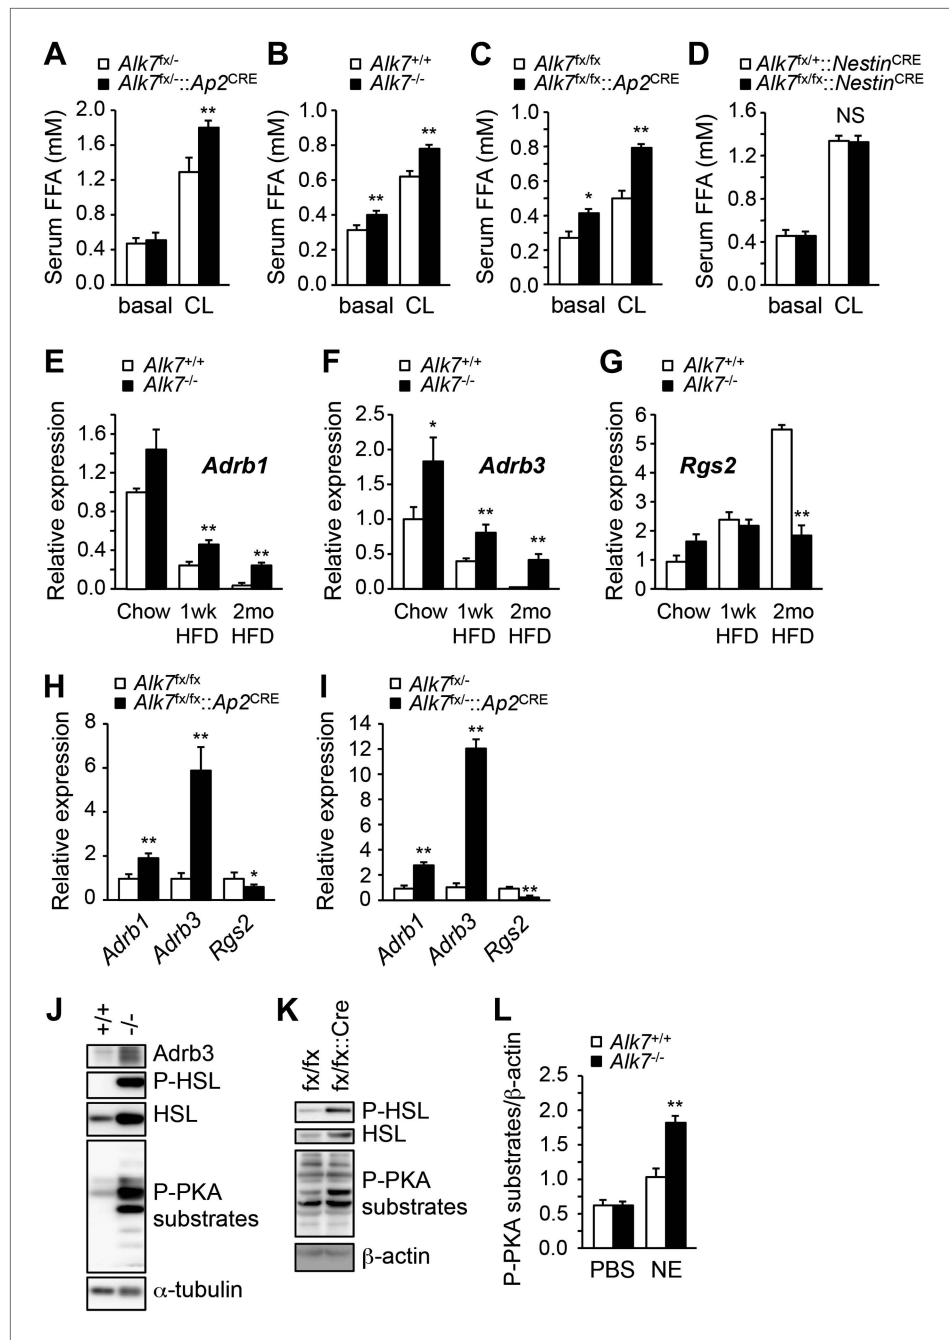 A
Alk7fx/-
Alk7fx/-::Ap2CRE
Serum FFA (mM)
2.0
1.6
1.2
0.8
0.4
0.0
**
basal CL
B
Alk7+/+
Alk7-/-
Serum FFA (mM)
1.0
0.8
0.6
0.4
0.2
0.0
**
**
basal CL
C
Alk7fx/fx
Alk7fx/fx::Ap2CRE
Serum FFA (mM)
1.0
0.8
0.6
0.4
0.2
0.0
*
**
basal CL
D
Alk7fx/+::NestinCRE
Alk7fx/fx::NestinCRE
Serum FFA (mM)
1.6
1.2
0.8
0.4
0.0
NS
basal CL
E
Alk7+/+
Alk7-/-
Relative expression
1.6
1.2
0.8
0.4
0
Adrb1
**
**
Chow 1wk 2mo
HFD HFD
F
Alk7+/+
Alk7-/-
Relative expression
2.5
2.0
1.5
1.0
0.5
0.0
Adrb3
*
**
**
Chow 1wk 2mo
HFD HFD
G
Alk7+/+
Alk7-/-
Relative expression
6
5
4
3
2
1
0
Rgs2
**
Chow 1wk 2mo
HFD HFD
H
Alk7fx/fx
Alk7fx/fx::Ap2CRE
Relative expression
8
6
4
2
0
**
**
*
Adrb1
Adrb3
Rgs2
I
Alk7fx/-
Alk7fx/-::Ap2CRE
Relative expression
14
12
10
8
6
4
2
0
**
**
**
Adrb1
Adrb3
Rgs2
J
+/+
-/-
Adrb3
P-HSL
HSL
P-PKA
substrates
α-tubulin
K
fx/fx
fx/fx::Cre
P-HSL
HSL
P-PKA
substrates
β-actin
L
Alk7+/+
Alk7-/-
P-PKA substrates/β-actin
2.5
2.0
1.5
1.0
0.5
0.0
**
PBS NE